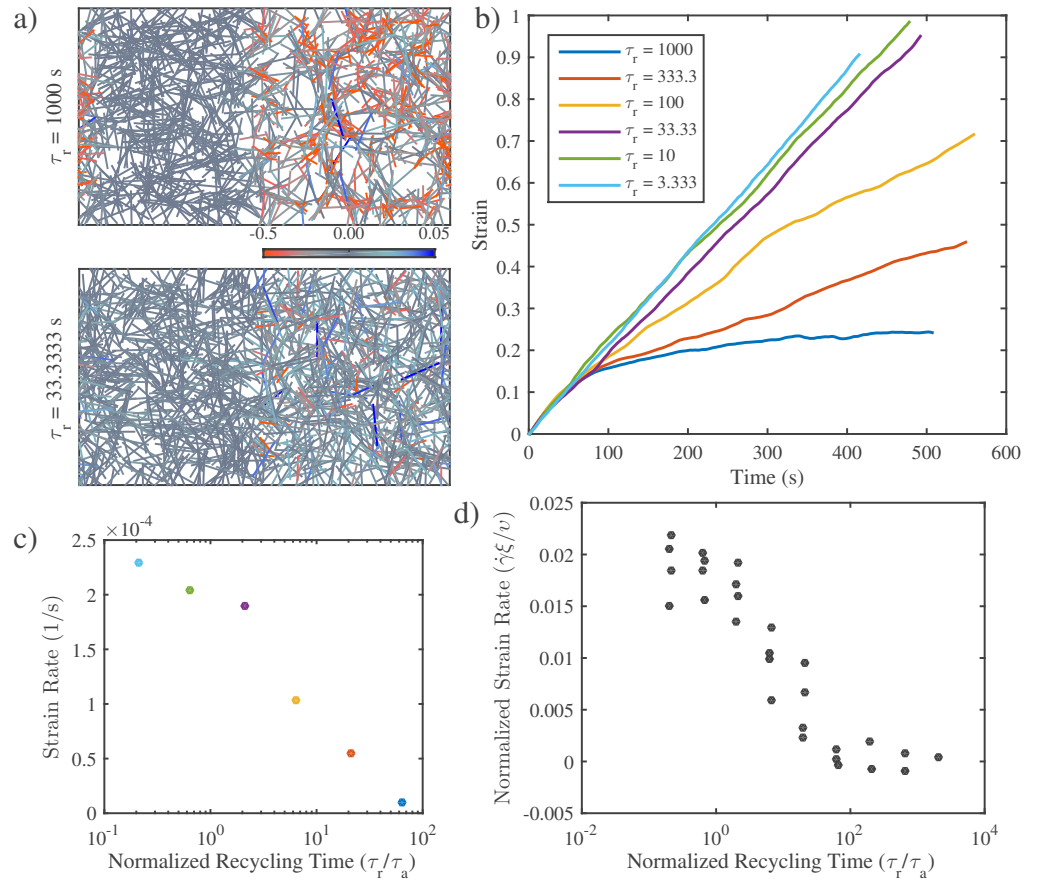 a)
τr = 1000 s
-0.5 0.00 0.05
τr = 33.3333 s
b)
Strain
1
0.9
0.8
0.7
0.6
0.5
0.4
0.3
0.2
0.1
0
τr = 1000
τr = 333.3
τr = 100
τr = 33.33
τr = 10
τr = 3.333
0 100 200 300 400 500 600
Time (s)
c)
×10⁻⁴
Strain Rate (1/s)
2.5
2
1.5
1
0.5
0
10⁻¹ 10⁰ 10¹ 10²
Normalized Recycling Time (τr/τa)
d)
Normalized Strain Rate (γ̇ξ/υ)
0.025
0.02
0.015
0.01
0.005
0
-0.005
10⁻² 10⁰ 10² 10⁴
Normalized Recycling Time (τr/τa)